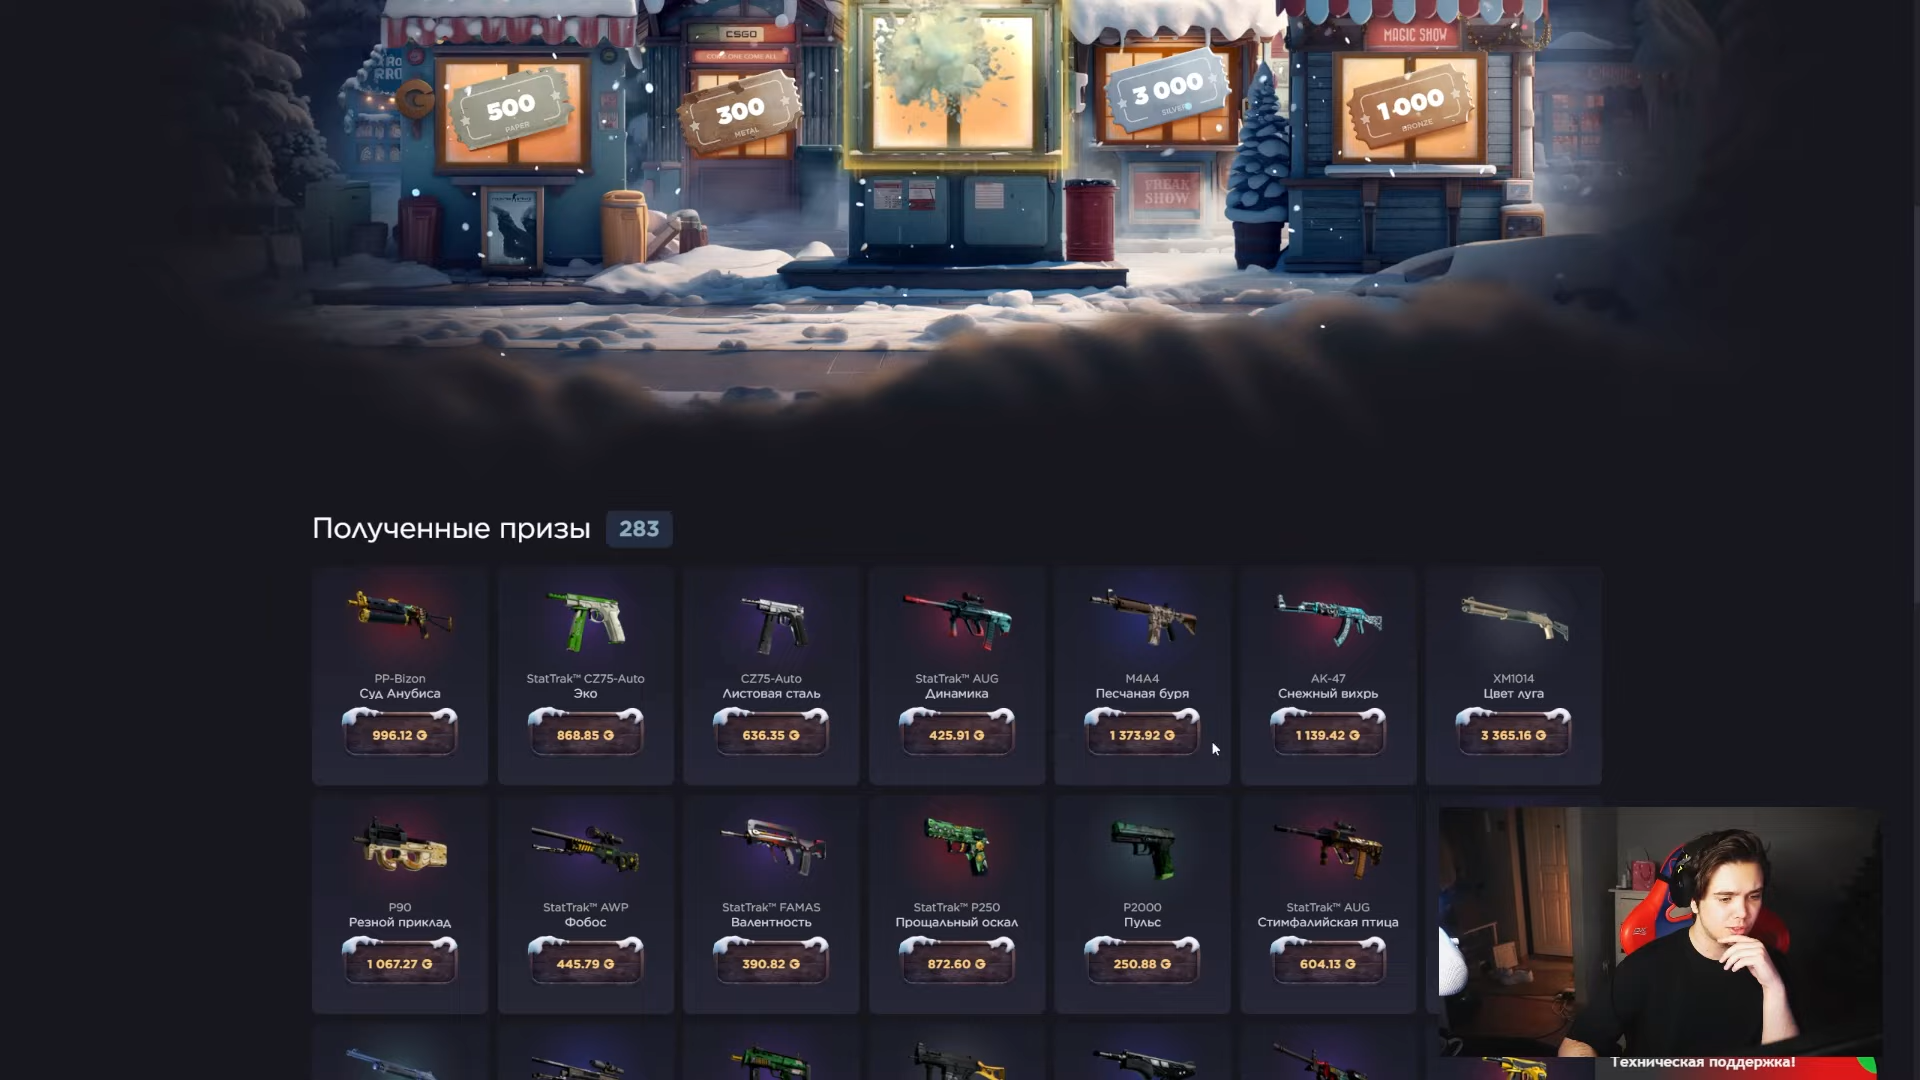 CSGO
COME ONE COME ALL
MAGIC SHOW
500
PAPER
300
METAL
3 000
SILVER
1 000
BRONZE
FREAK
SHOW
Полученные призы 283
PP-Bizon
Суд Анубиса
996.12 G
StatTrak™ CZ75-Auto
Эко
868.85 G
CZ75-Auto
Листовая сталь
636.35 G
StatTrak™ AUG
Динамика
425.91 G
M4A4
Песчаная буря
1 373.92 G
AK-47
Снежный вихрь
1 139.42 G
XM1014
Цвет луга
3 365.16 G
P90
Резной приклад
1 067.27 G
StatTrak™ AWP
Фобос
445.79 G
StatTrak™ FAMAS
Валентность
390.82 G
StatTrak™ P250
Прощальный оскал
872.60 G
P2000
Пульс
250.88 G
StatTrak™ AUG
Стимфалийская птица
604.13 G
Техническая поддержка!